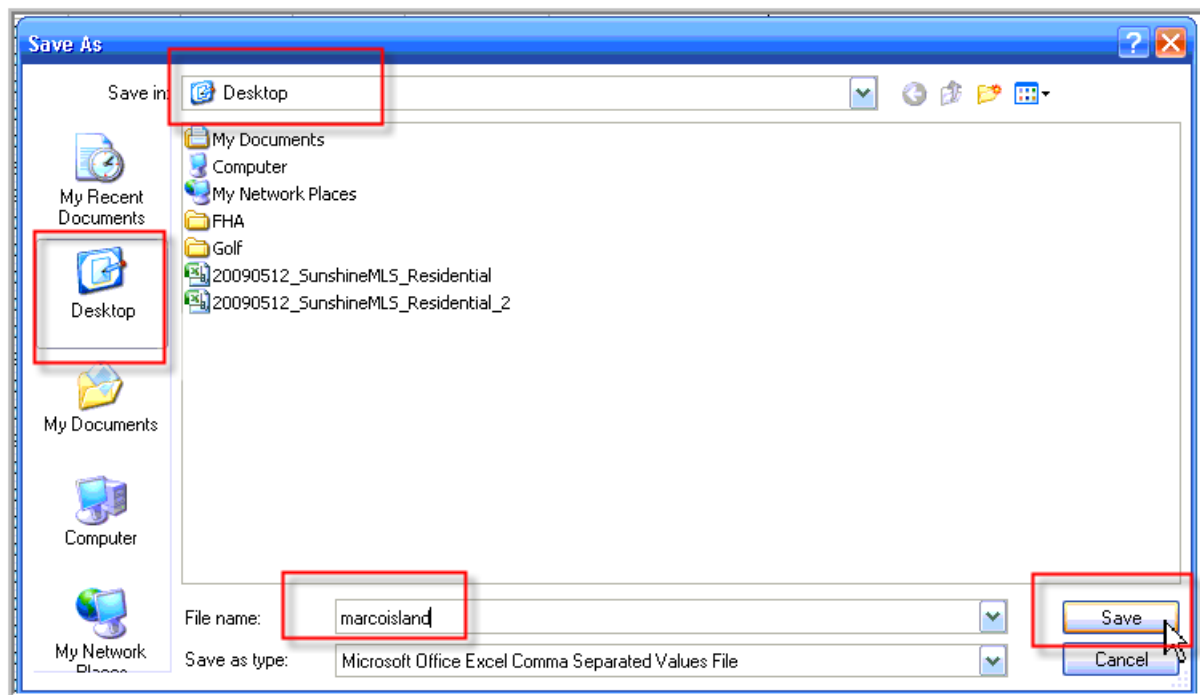 Save As
Save in:
Desktop
My Recent
Documents
Desktop
My Documents
Computer
My Network
Places
My Documents
Computer
My Network Places
FHA
Golf
20090512_SunshineMLS_Residential
20090512_SunshineMLS_Residential_2
File name:
marcoisland
Save
Save as type:
Microsoft Office Excel Comma Separated Values File
Cancel